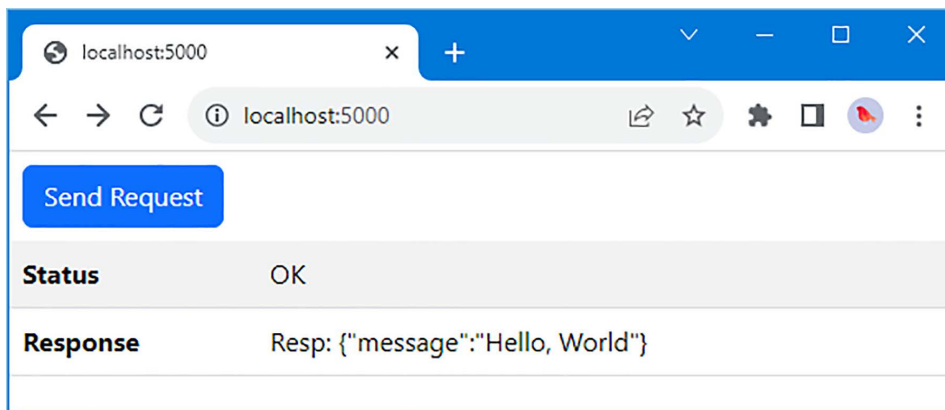 localhost:5000
localhost:5000
Send Request
Status OK
Response Resp: {"message":"Hello, World"}